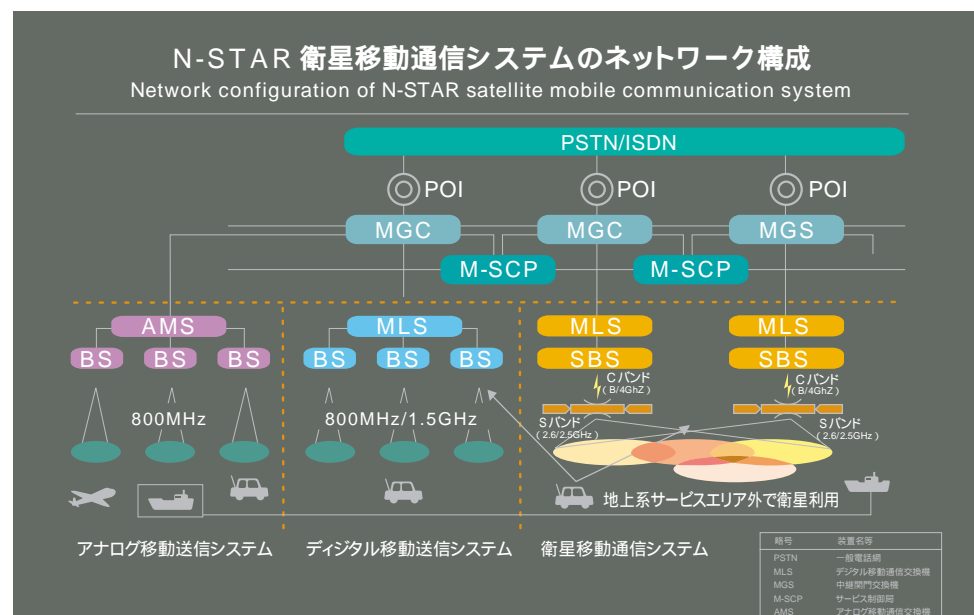 N-STAR 衛星移動通信システムのネットワーク構成
Network configuration of N-STAR satellite mobile communication system
PSTN/ISDN
POI POI POI
MGC MGC MGS
M-SCP M-SCP
AMS MLS MLS MLS
BS BS BS BS BS BS SBS SBS
Cバンド Cバンド
(B/4GhZ) (B/4GhZ)
800MHz 800MHz/1.5GHz
Sバンド Sバンド
(2.6/2.5GHz) (2.6/2.5GHz)
地上系サービスエリア外で衛星利用
アナログ移動送信システム ディジタル移動送信システム 衛星移動通信システム
略号 装置名等
PSTN 一般電話網
MLS デジタル移動通信交換機
MGS 中継関門交換機
M-SCP サービス制御局
AMS アナログ移動通信交換機